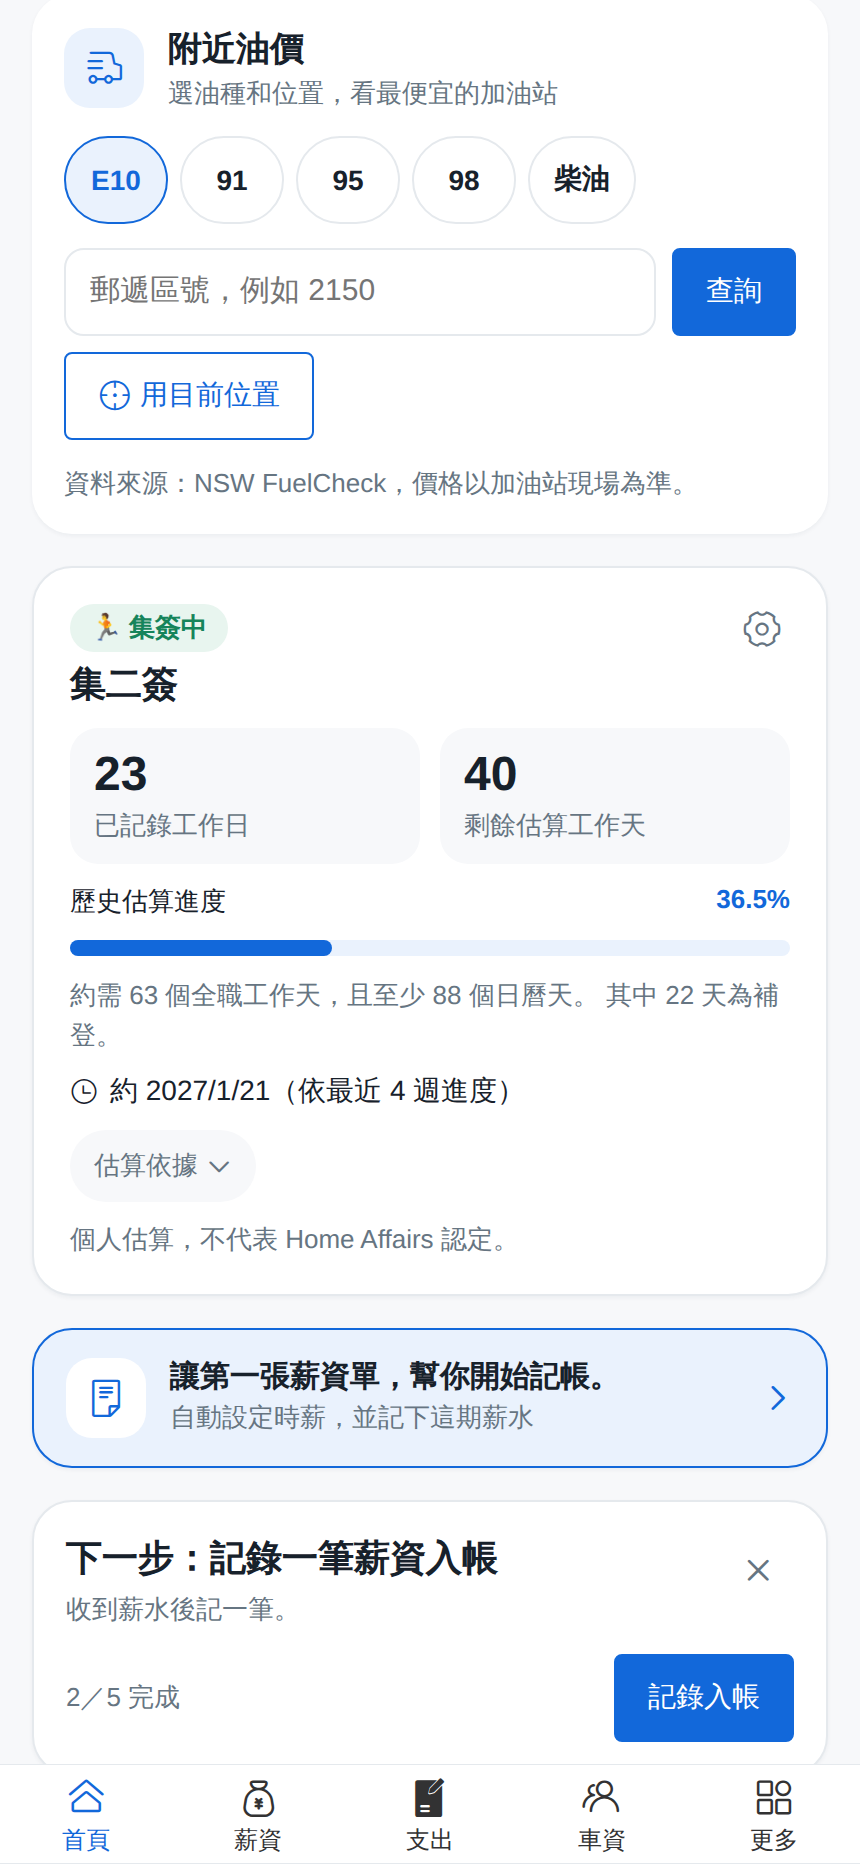 附近油價
選油種和位置，看最便宜的加油站
E10 91 95 98 柴油
郵遞區號，例如 2150 查詢
用目前位置
資料來源：NSW FuelCheck，價格以加油站現場為準。
🏃 集簽中
集二簽
23 40
已記錄工作日 剩餘估算工作天
歷史估算進度 36.5%
約需 63 個全職工作天，且至少 88 個日曆天。 其中 22 天為補
登。
約 2027/1/21（依最近 4 週進度）
估算依據
個人估算，不代表 Home Affairs 認定。
讓第一張薪資單，幫你開始記帳。
自動設定時薪，並記下這期薪水
下一步：記錄一筆薪資入帳
收到薪水後記一筆。
2／5 完成 記錄入帳
首頁 薪資 支出 車資 更多